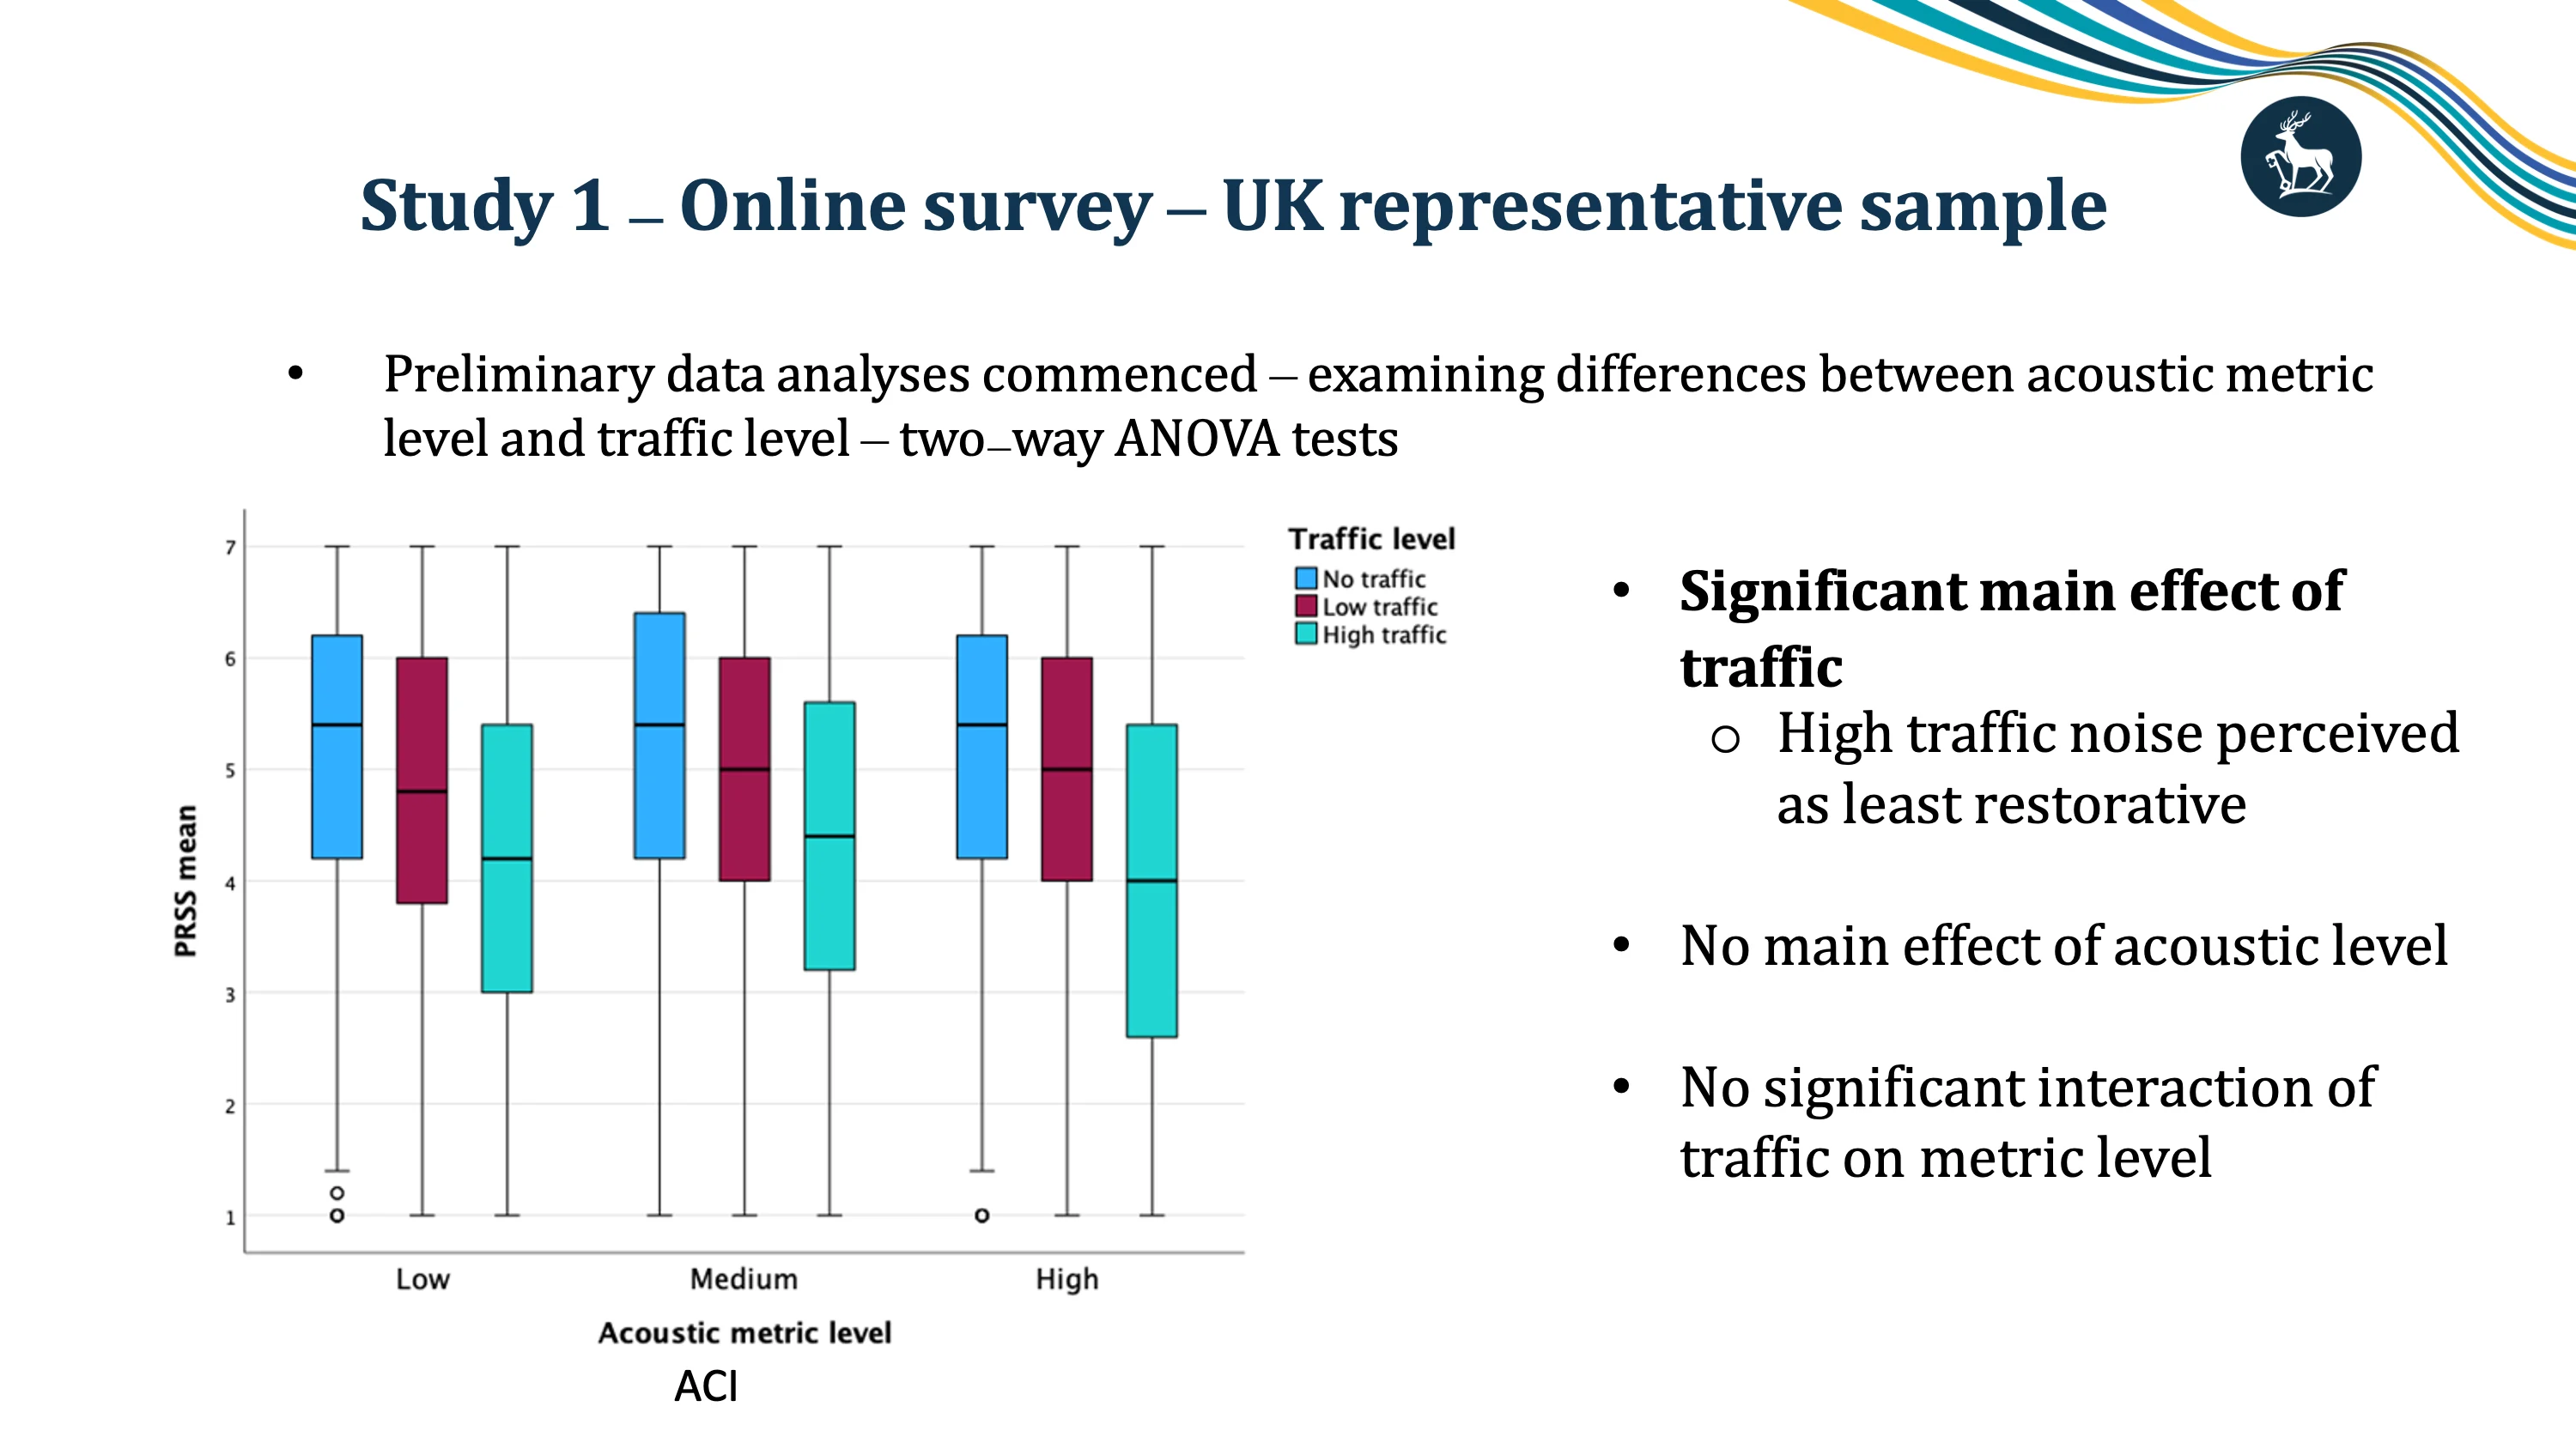 Study 1 – Online survey – UK representative sample
• Preliminary data analyses commenced – examining differences between acoustic metric
level and traffic level – two–way ANOVA tests
7
6
5
4
3
2
1
PRSS mean
Low
Medium
High
Acoustic metric level
ACI
Traffic level
No traffic
Low traffic
High traffic
• Significant main effect of
traffic
○ High traffic noise perceived
as least restorative
• No main effect of acoustic level
• No significant interaction of
traffic on metric level